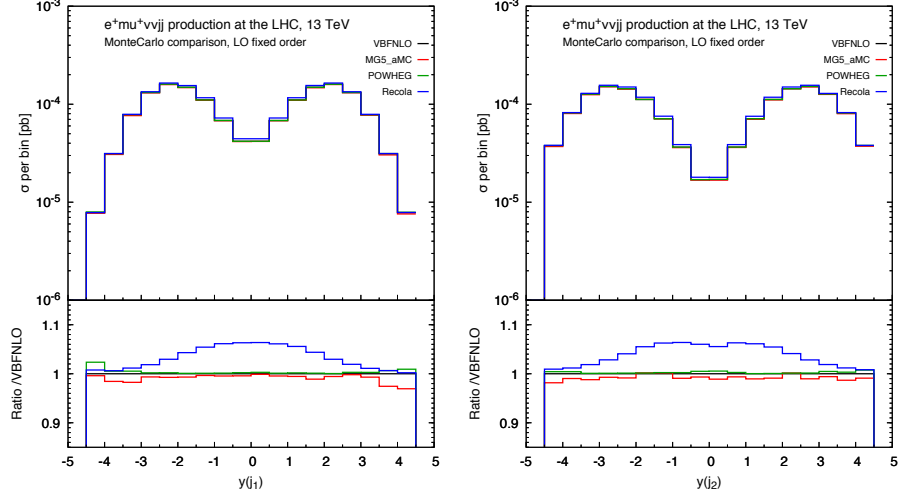 e+mu+vvjj production at the LHC, 13 TeV
MonteCarlo comparison, LO fixed order
VBFNLO
MG5_aMC
POWHEG
Recola
σ per bin [pb]
10-3
10-4
10-5
10-6
Ratio /VBFNLO
1.1
1
0.9
-5 -4 -3 -2 -1 0 1 2 3 4 5
y(j1)
e+mu+vvjj production at the LHC, 13 TeV
MonteCarlo comparison, LO fixed order
VBFNLO
MG5_aMC
POWHEG
Recola
σ per bin [pb]
10-3
10-4
10-5
10-6
Ratio /VBFNLO
1.1
1
0.9
-5 -4 -3 -2 -1 0 1 2 3 4 5
y(j2)